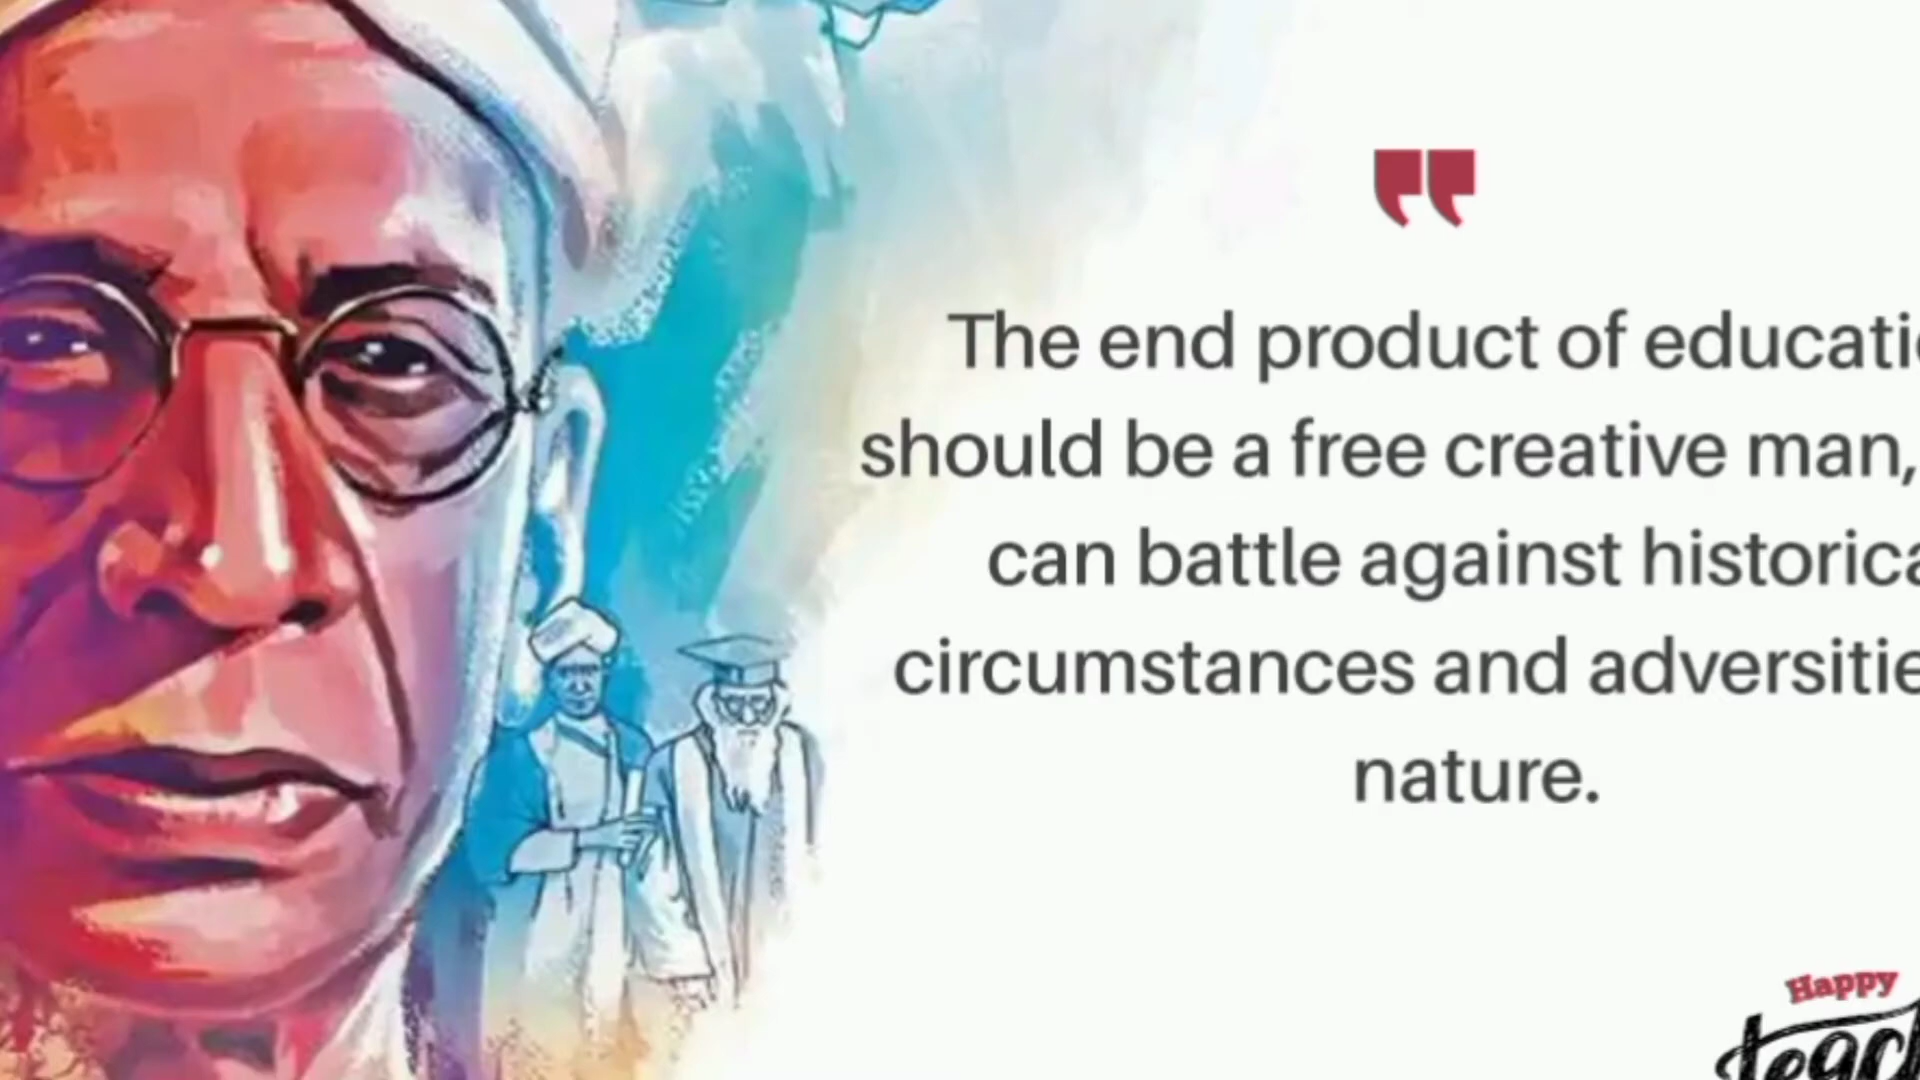 The end product of educati
should be a free creative man,
can battle against historica
circumstances and adversitie
nature.
Happy
teac